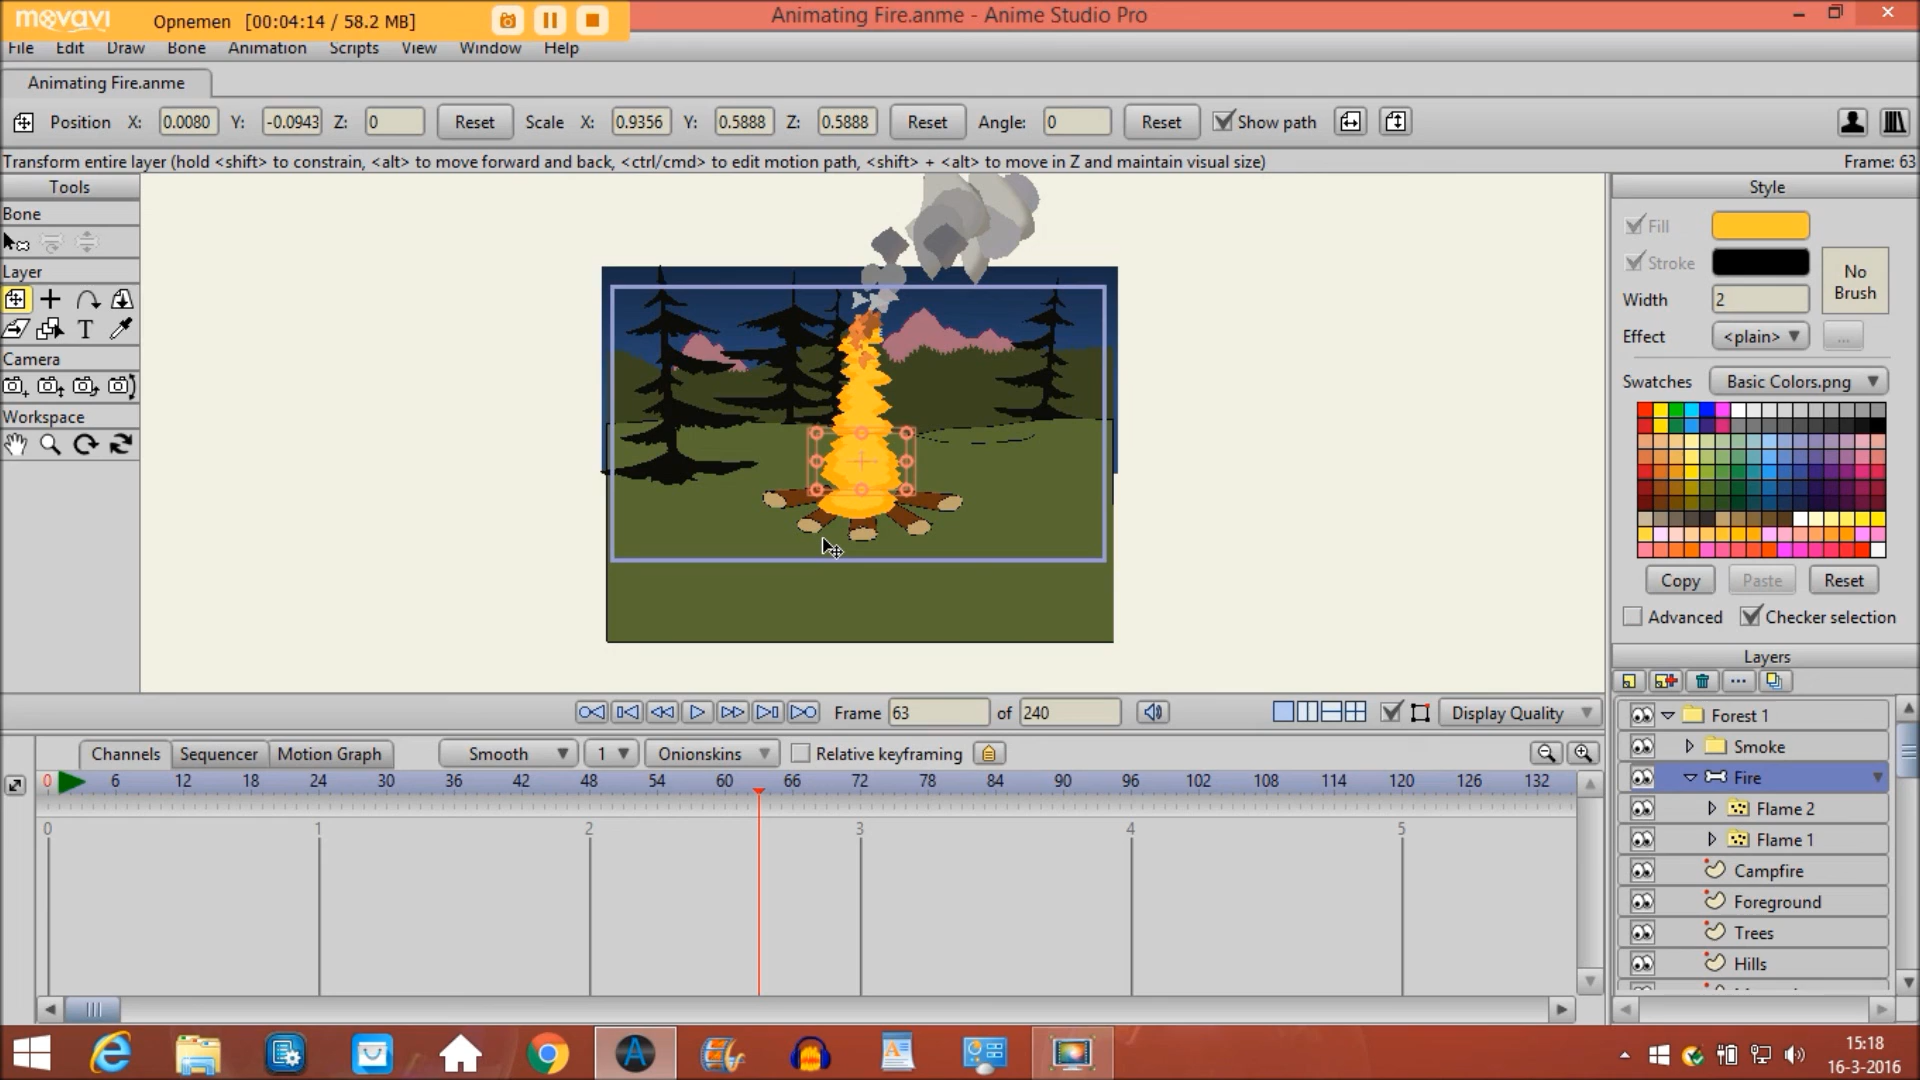 movavi Opnemen [00:04:14 / 58.2 MB]
Animating Fire.anme - Anime Studio Pro
File Edit Draw Bone Animation Scripts View Window Help
Animating Fire.anme
Position X: 0.0080 Y: -0.0943 Z: 0 Reset Scale X: 0.9356 Y: 0.5888 Z: 0.5888 Reset Angle: 0 Reset Show path
Transform entire layer (hold <shift> to constrain, <alt> to move forward and back, <ctrl/cmd> to edit motion path, <shift> + <alt> to move in Z and maintain visual size) Frame: 63
Tools
Bone
Layer
T
Camera
Workspace
Style
Fill
Stroke
No Brush
Width 2
Effect <plain> ...
Swatches Basic Colors.png
Copy Paste Reset
Advanced Checker selection
Layers
Forest 1
Smoke
Fire
Flame 2
Flame 1
Campfire
Foreground
Trees
Hills
Frame 63 of 240 Display Quality
Channels Sequencer Motion Graph Smooth 1 Onionskins Relative keyframing
0 6 12 18 24 30 36 42 48 54 60 66 72 78 84 90 96 102 108 114 120 126 132
0 1 2 3 4 5
15:18
16-3-2016